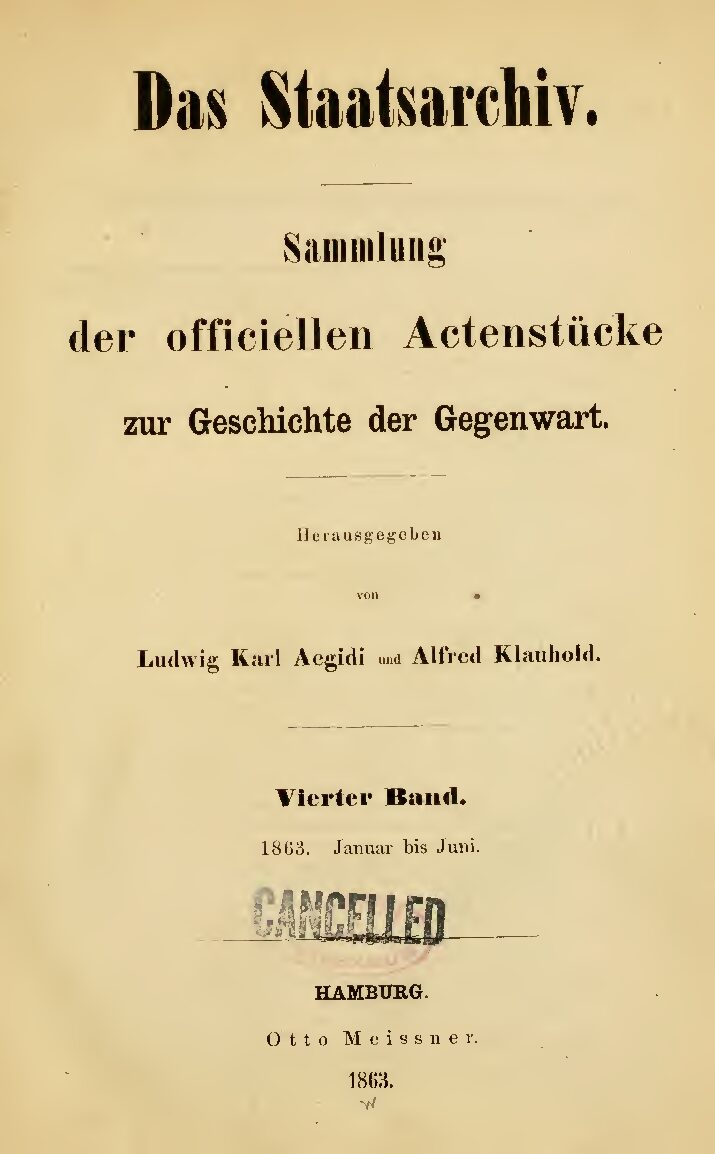 Das Staatsarchiv.
Sammlung
der officiellen Actenstücke
zur Geschichte der Gegenwart.
Herausgegeben
von
Ludwig Karl Aegidi und Alfred Klauhold.
Vierter Band.
1863. Januar bis Juni.
CANCELLED
HAMBURG.
Otto Meissner.
1863.